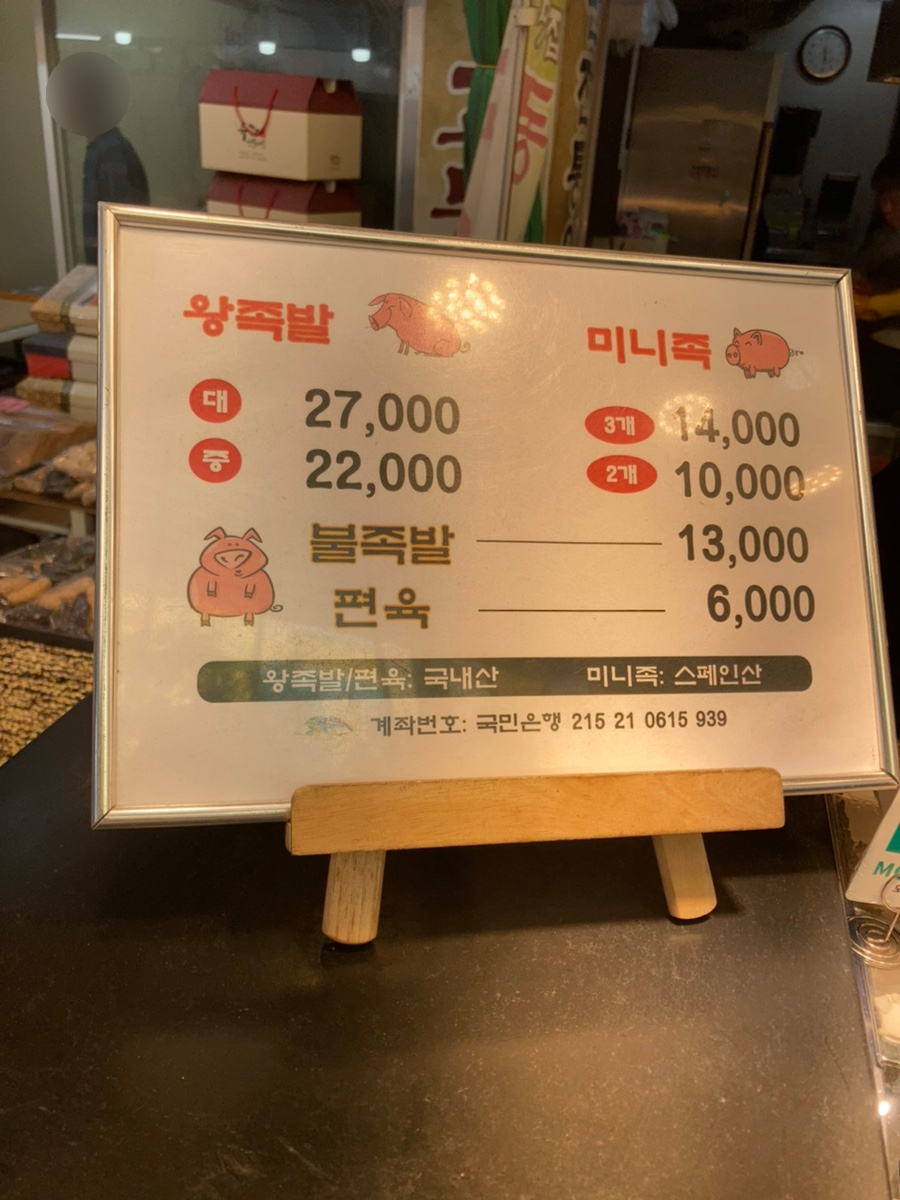 왕족발
대 27,000
중 22,000
미니족
3개 14,000
2개 10,000
불족발 13,000
편육 6,000
왕족발/편육: 국내산 미니족: 스페인산
계좌번호: 국민은행 215 21 0615 939